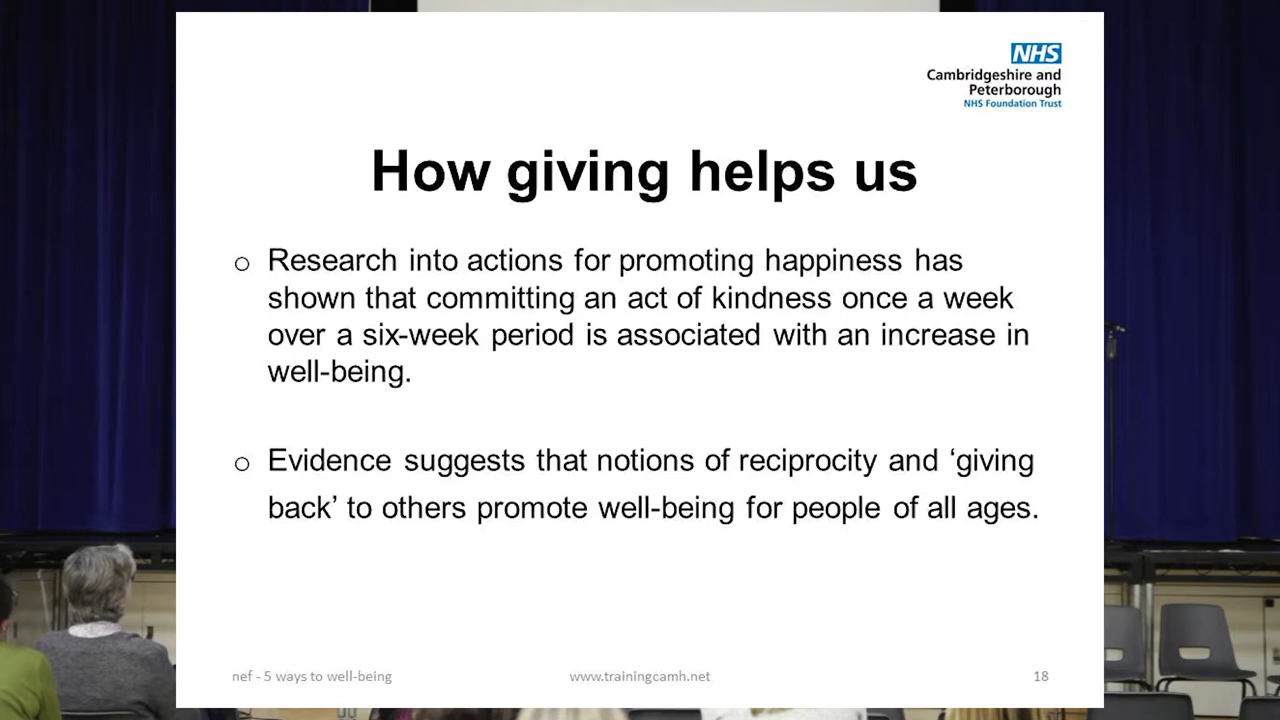 NHS
Cambridgeshire and
Peterborough
NHS Foundation Trust
How giving helps us
o Research into actions for promoting happiness has
shown that committing an act of kindness once a week
over a six-week period is associated with an increase in
well-being.
o Evidence suggests that notions of reciprocity and ‘giving
back’ to others promote well-being for people of all ages.
nef - 5 ways to well-being
www.trainingcamh.net
18